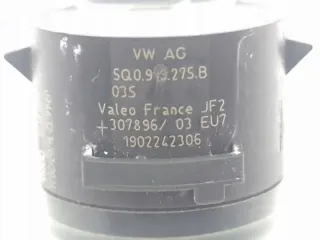 VW AG
5Q0.919.275.B
03S
Valeo France JF2
+307896/ 03 EU7
1902242306